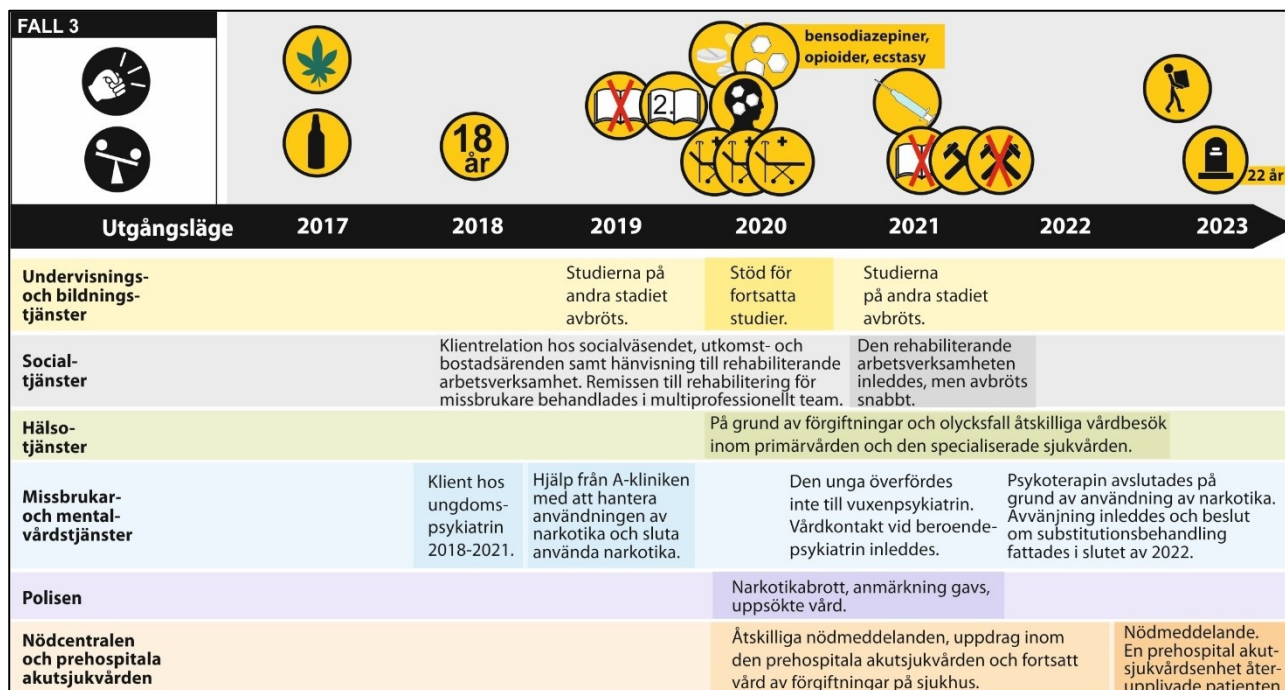 FALL 3
bensodiazepiner,
opioider, ecstasy
2.
18
år
22 år
Utgångsläge 2017 2018 2019 2020 2021 2022 2023
Undervisnings-
och bildnings-
tjänster
Studierna på
andra stadiet
avbröts.
Stöd för
fortsatta
studier.
Studierna
på andra stadiet
avbröts.
Social-
tjänster
Klientrelation hos socialväsendet, utkomst- och
bostadsärenden samt hänvisning till rehabiliterande
arbetsverksamhet. Remissen till rehabilitering för
missbrukare behandlades i multiprofessionellt team.
Den rehabiliterande
arbetsverksamheten
inleddes, men avbröts
snabbt.
Hälso-
tjänster
På grund av förgiftningar och olycksfall åtskilliga vårdbesök
inom primärvården och den specialiserade sjukvården.
Missbrukar-
och mental-
vårdstjänster
Klient hos
ungdoms-
psykiatrin
2018-2021.
Hjälp från A-kliniken
med att hantera
användningen av
narkotika och sluta
använda narkotika.
Den unga överfördes
inte till vuxenpsykiatrin.
Vårdkontakt vid beroende-
psykiatrin inleddes.
Psykoterapin avslutades på
grund av användning av narkotika.
Avvänjning inleddes och beslut
om substitutionsbehandling
fattades i slutet av 2022.
Polisen
Narkotikabrott, anmärkning gavs,
uppsökte vård.
Nödcentralen
och prehospitala
akutsjukvården
Åtskilliga nödmeddelanden, uppdrag inom
den prehospitala akutsjukvården och fortsatt
vård av förgiftningar på sjukhus.
Nödmeddelande.
En prehospital akut-
sjukvårdsenhet åter-
upplivade patienten